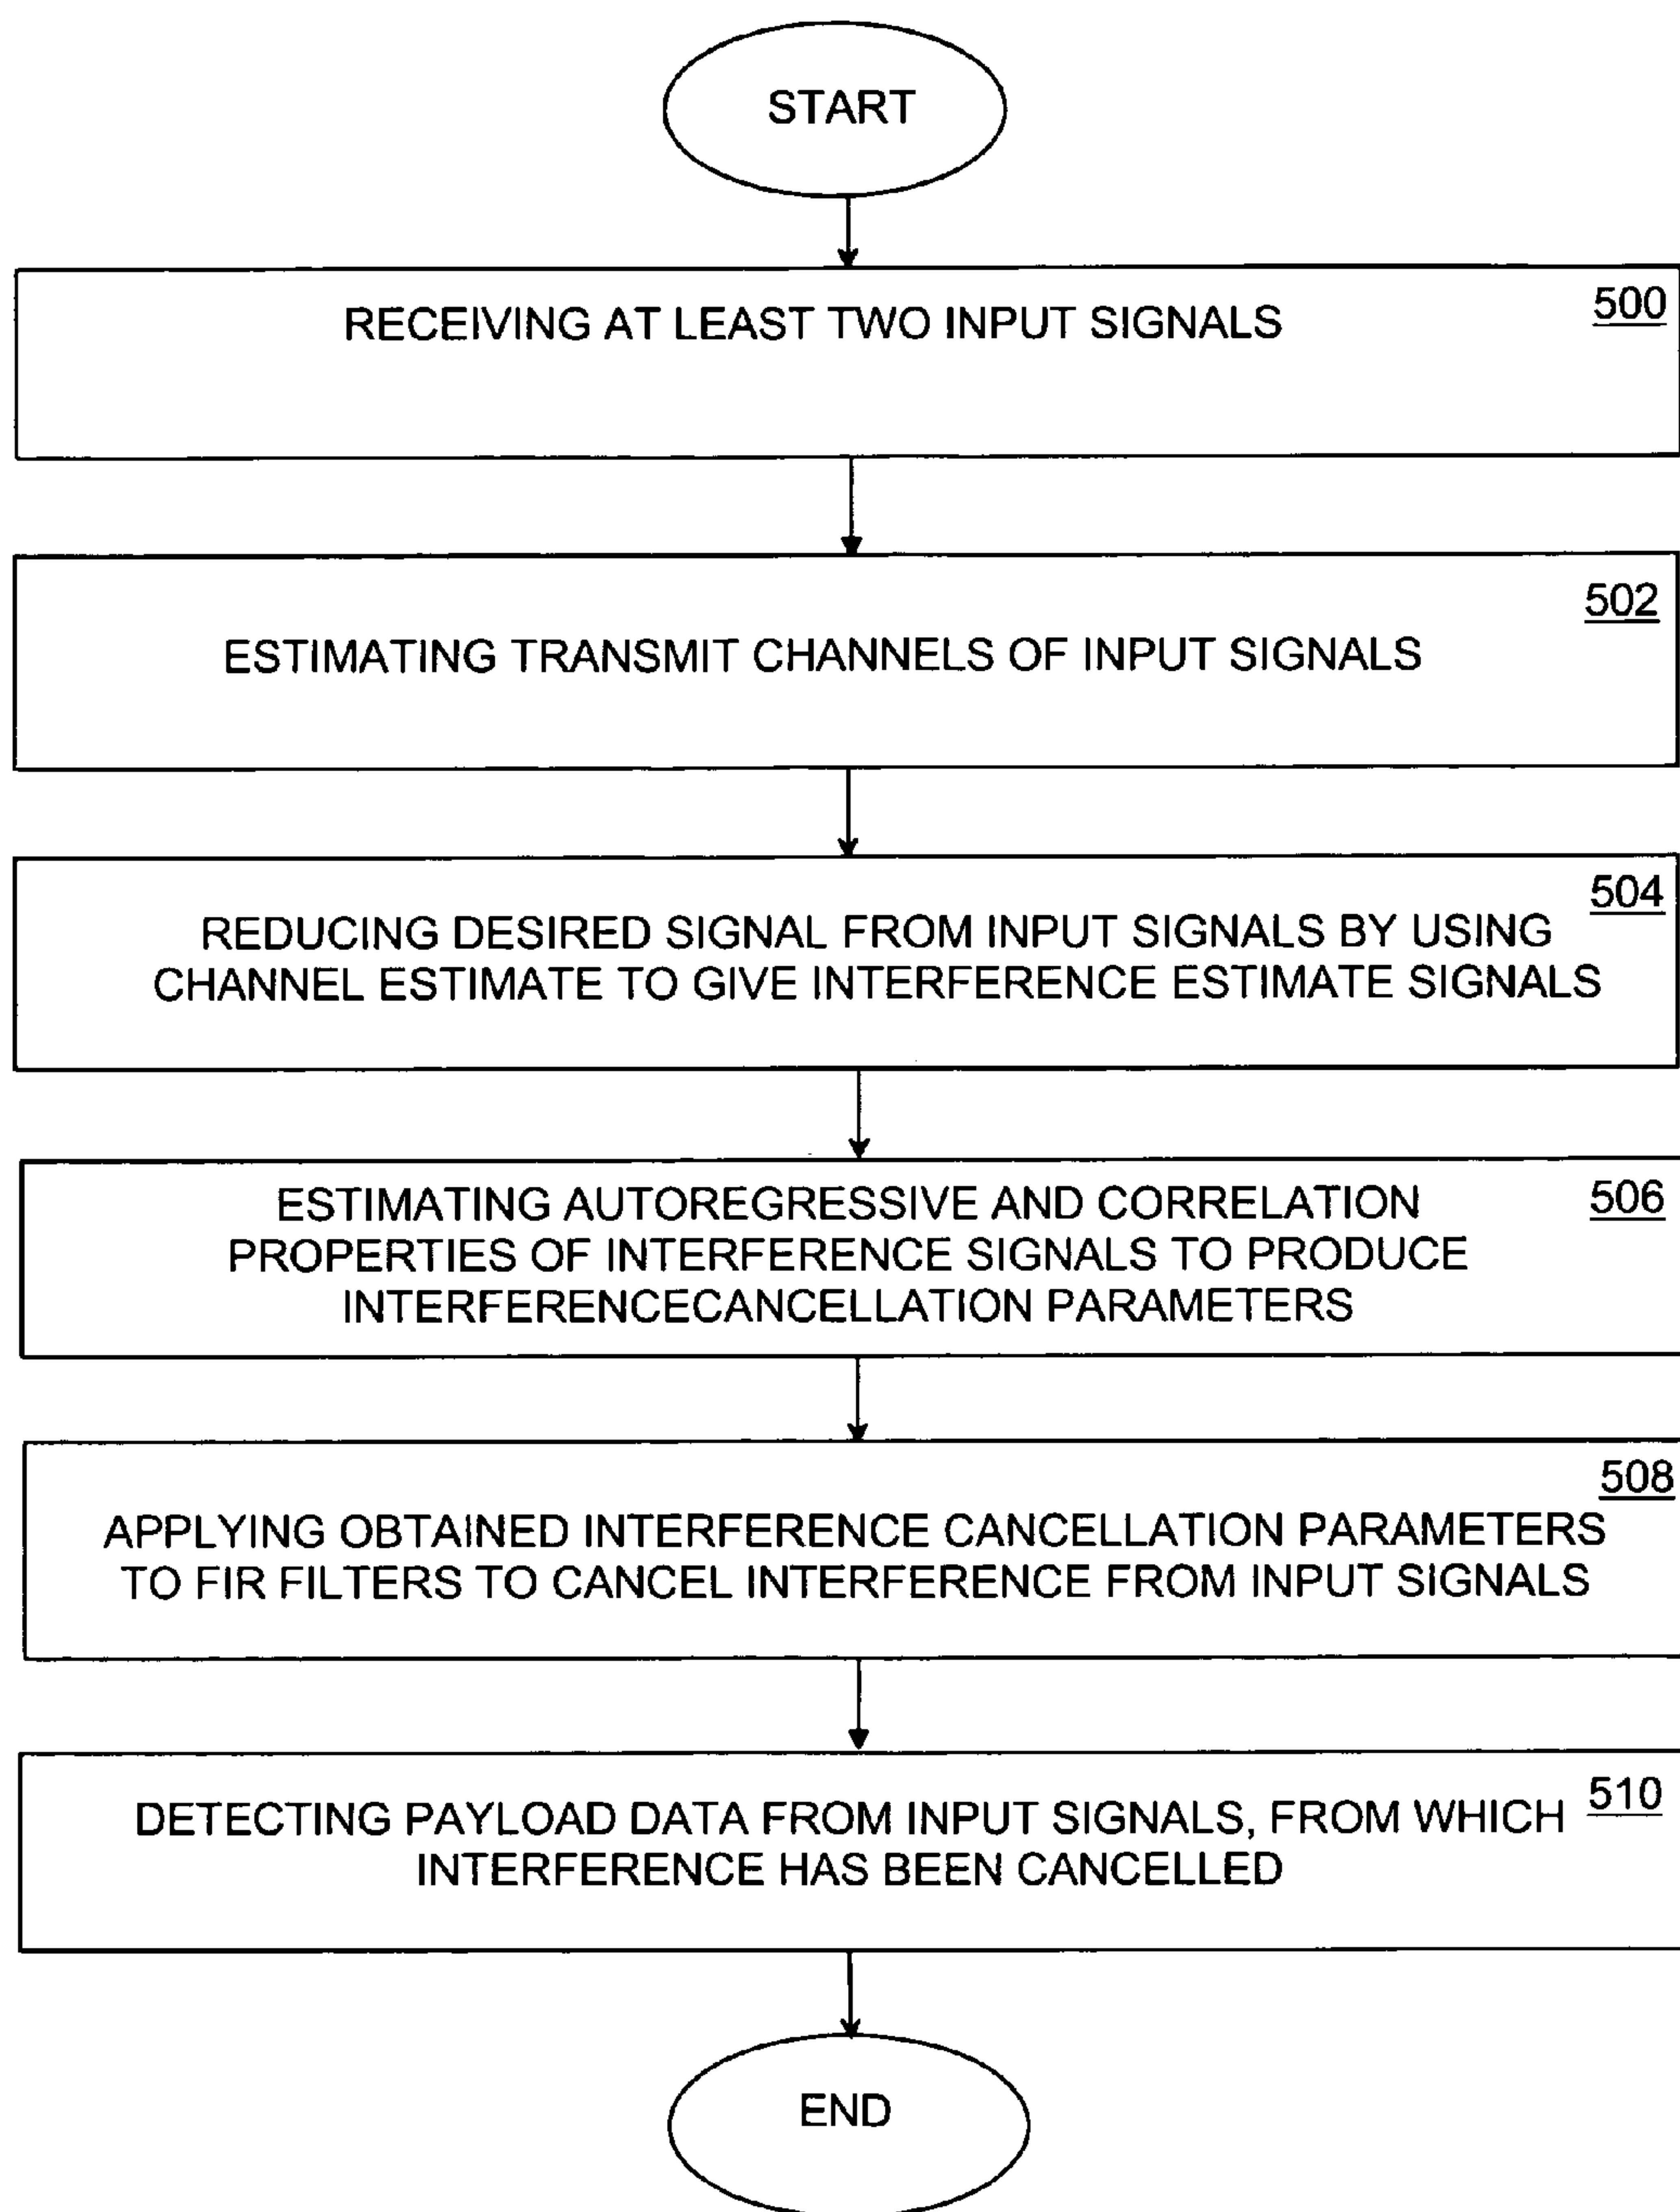 START
500
RECEIVING AT LEAST TWO INPUT SIGNALS
502
ESTIMATING TRANSMIT CHANNELS OF INPUT SIGNALS
504
REDUCING DESIRED SIGNAL FROM INPUT SIGNALS BY USING
CHANNEL ESTIMATE TO GIVE INTERFERENCE ESTIMATE SIGNALS
506
ESTIMATING AUTOREGRESSIVE AND CORRELATION
PROPERTIES OF INTERFERENCE SIGNALS TO PRODUCE
INTERFERENCECANCELLATION PARAMETERS
508
APPLYING OBTAINED INTERFERENCE CANCELLATION PARAMETERS
TO FIR FILTERS TO CANCEL INTERFERENCE FROM INPUT SIGNALS
510
DETECTING PAYLOAD DATA FROM INPUT SIGNALS, FROM WHICH
INTERFERENCE HAS BEEN CANCELLED
END